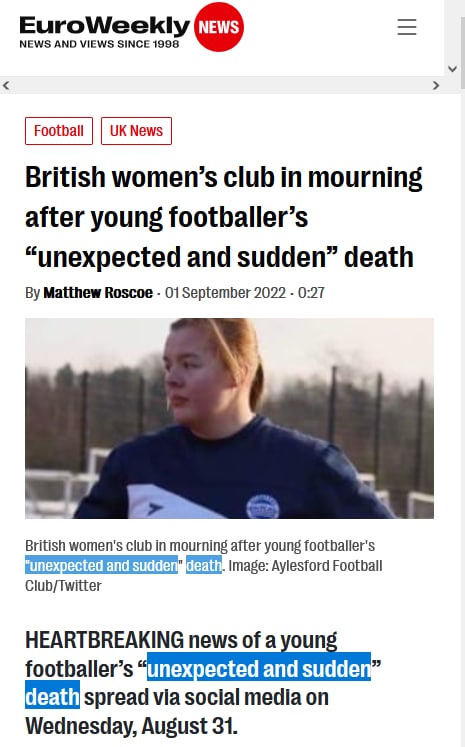 EuroWeekly NEWS
NEWS AND VIEWS SINCE 1998
Football UK News
British women’s club in mourning
after young footballer’s
“unexpected and sudden” death
By Matthew Roscoe · 01 September 2022 · 0:27
British women's club in mourning after young footballer's
"unexpected and sudden" death. Image: Aylesford Football
Club/Twitter
HEARTBREAKING news of a young
footballer’s “unexpected and sudden”
death spread via social media on
Wednesday, August 31.